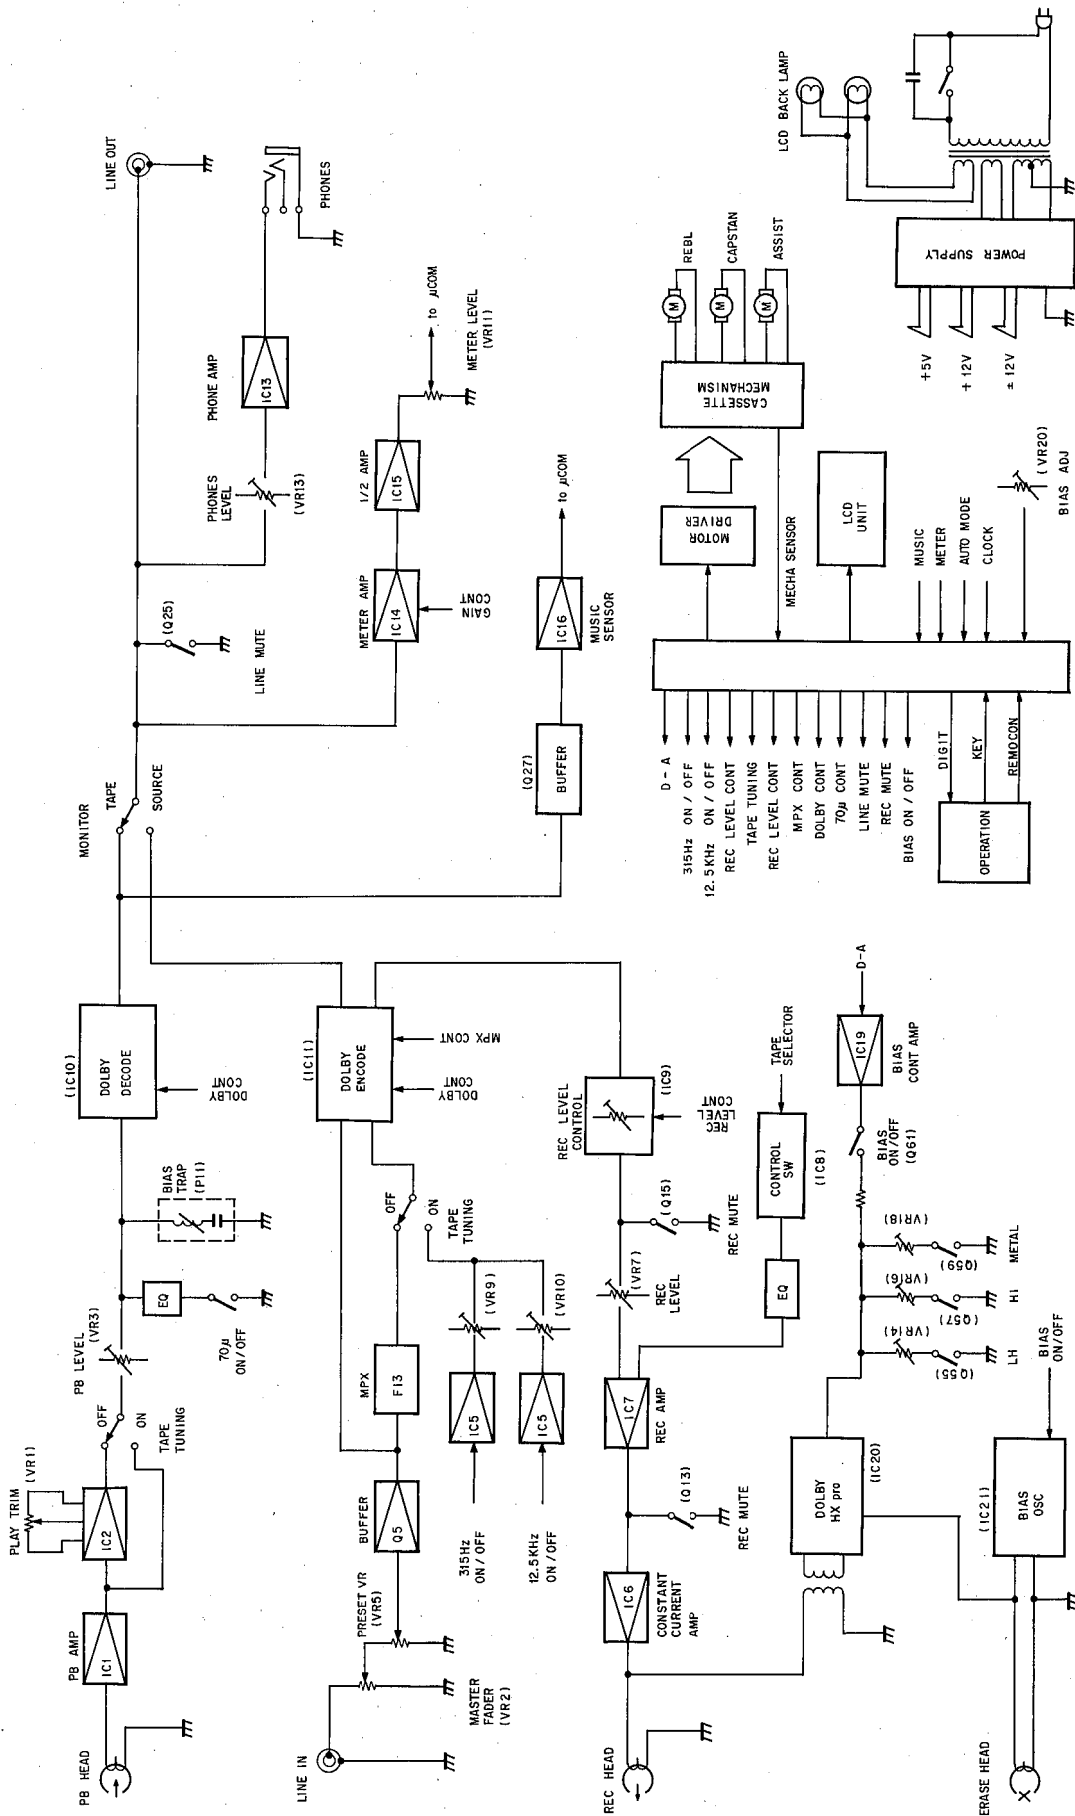 PB HEAD
PB AMP
IC1
PLAY TRIM (VR1)
IC2
OFF
ON
TAPE
TUNING
PB LEVEL
(VR3)
EQ
70μ
ON/OFF
BIAS
TRAP
(P11)
(IC10)
DOLBY
DECODE
DOLBY
CONT
MONITOR
TAPE
SOURCE
LINE MUTE
(Q25)
LINE OUT
PHONES
LEVEL
(VR13)
PHONE AMP
IC13
PHONES
METER AMP
IC14
GAIN
CONT
1/2 AMP
IC15
to μCOM
METER LEVEL
(VR11)
(Q27)
BUFFER
IC16
MUSIC
SENSOR
to μCOM
LINE IN
MASTER
FADER
(VR2)
PRESET VR
(VR5)
BUFFER
Q5
MPX
F13
OFF
ON
TAPE
TUNING
315Hz
ON/OFF
IC5
(VR9)
12.5KHz
ON/OFF
IC5
(VR10)
(IC11)
DOLBY
ENCODE
DOLBY
CONT
MPX CONT
REC HEAD
IC6
CONSTANT
CURRENT
AMP
(Q13)
REC MUTE
IC7
REC AMP
(VR7)
REC
LEVEL
(Q15)
REC MUTE
REC LEVEL
CONTROL
(IC9)
REC
LEVEL
CONT
EQ
CONTROL
SW
(IC8)
TAPE
SELECTOR
DOLBY
HX pro
(IC20)
(VR14)
(Q55)
LH
(VR16)
(Q57)
Hi
(VR18)
(Q59)
METAL
BIAS
ON/OFF
(Q61)
IC19
BIAS
CONT AMP
D-A
ERASE HEAD
(IC21)
BIAS
OSC
BIAS
ON/OFF
D - A
315Hz ON / OFF
12.5KHz ON / OFF
REC LEVEL CONT
TAPE TUNING
REC LEVEL CONT
MPX CONT
DOLBY CONT
70μ CONT
LINE MUTE
REC MUTE
BIAS ON / OFF
OPERATION
DIGIT
KEY
REMOCON
MOTOR
DRIVER
MECHA SENSOR
LCD
UNIT
MUSIC
METER
AUTO MODE
CLOCK
(VR20)
BIAS ADJ
CASSETTE
MECHANISM
M
REBL
M
CAPSTAN
M
ASSIST
LCD BACK LAMP
POWER SUPPLY
+5V
+12V
±12V